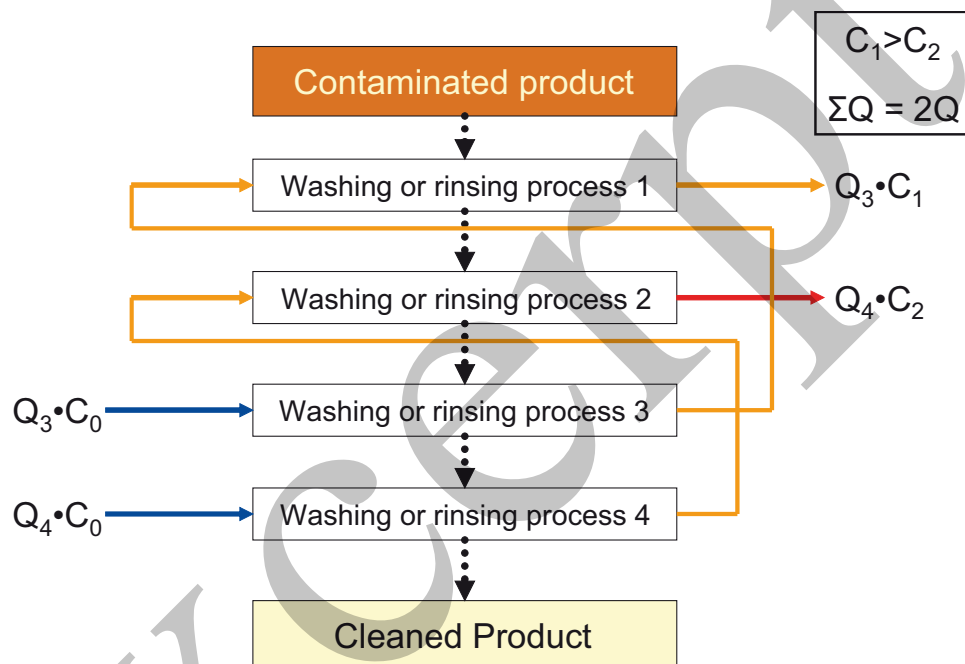 C₁>C₂
ΣQ = 2Q
Contaminated product
Washing or rinsing process 1
Q₃•C₁
Washing or rinsing process 2
Q₄•C₂
Q₃•C₀
Washing or rinsing process 3
Q₄•C₀
Washing or rinsing process 4
Cleaned Product